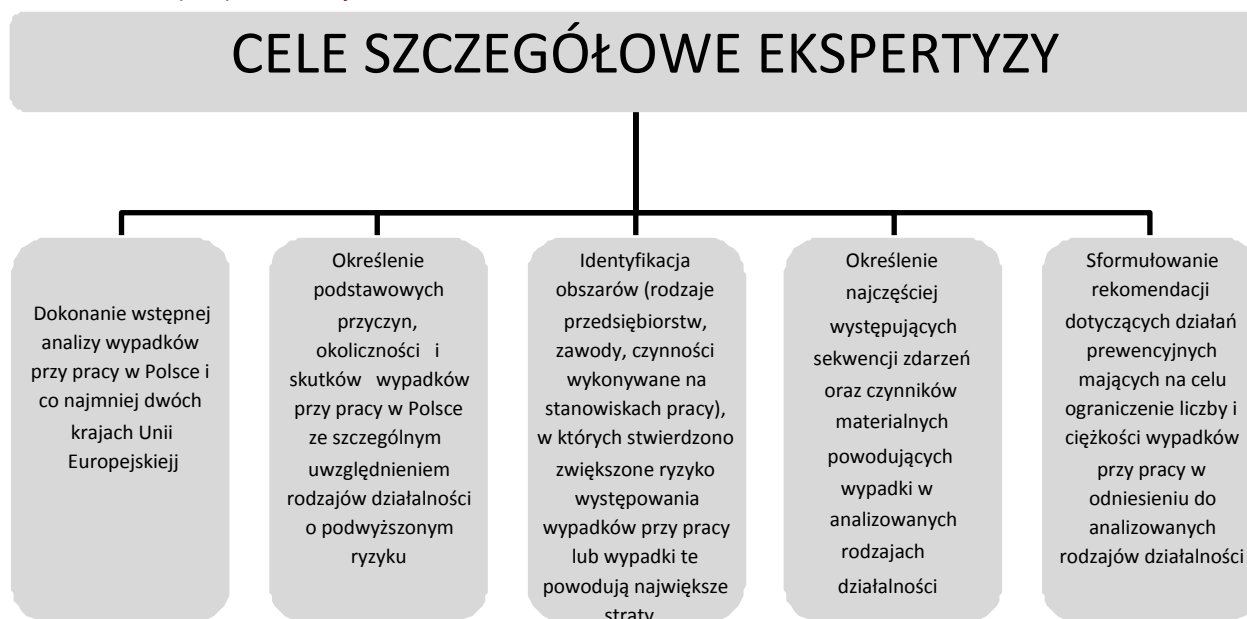 CELE SZCZEGÓŁOWE EKSPERTYZY
Dokonanie wstępnej
analizy wypadków
przy pracy w Polsce i
co najmniej dwóch
krajach Unii
Europejskiejj
Określenie
podstawowych
przyczyn,
okoliczności i
skutków wypadków
przy pracy w Polsce
ze szczególnym
uwzględnieniem
rodzajów działalności
o podwyższonym
ryzyku
Identyfikacja
obszarów (rodzaje
przedsiębiorstw,
zawody, czynności
wykonywane na
stanowiskach pracy),
w których stwierdzono
zwiększone ryzyko
występowania
wypadków przy pracy
lub wypadki te
powodują największe
straty
Określenie
najczęściej
występujących
sekwencji zdarzeń
oraz czynników
materialnych
powodujących
wypadki w
analizowanych
rodzajach
działalności
Sformułowanie
rekomendacji
dotyczących działań
prewencyjnych
mających na celu
ograniczenie liczby i
ciężkości wypadków
przy pracy w
odniesieniu do
analizowanych
rodzajów działalności